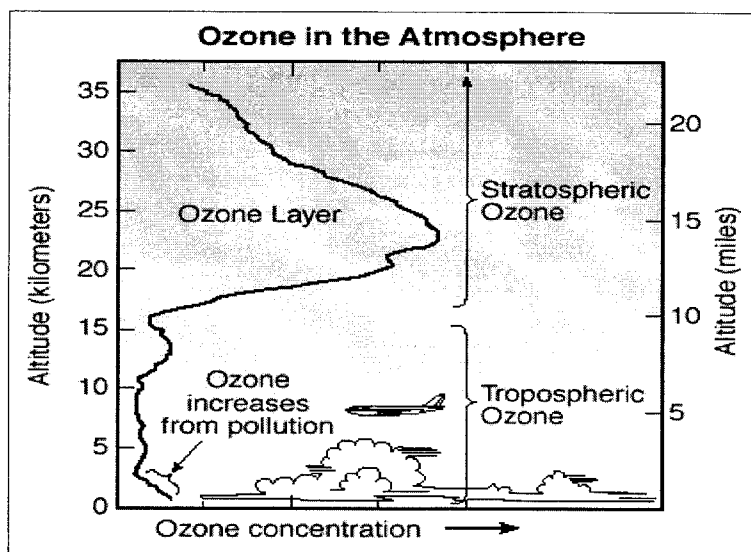 Ozone in the Atmosphere
Altitude (kilometers)
35
30
25
20
15
10
5
0
Ozone Layer
Stratospheric
Ozone
Ozone
increases
from pollution
Tropospheric
Ozone
20
15
10
5
Altitude (miles)
Ozone concentration